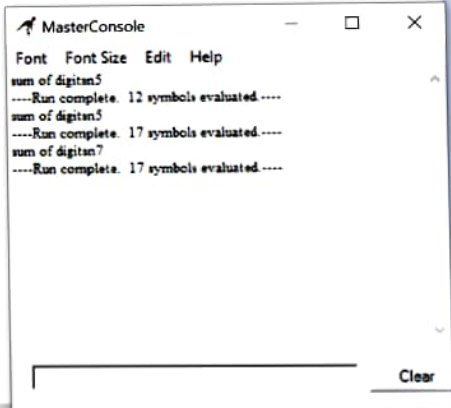 MasterConsole
Font Font Size Edit Help
sum of digitsn5
----Run complete. 12 symbols evaluated.----
sum of digitsn5
----Run complete. 17 symbols evaluated.----
sum of digitsn7
----Run complete. 17 symbols evaluated.----
Clear